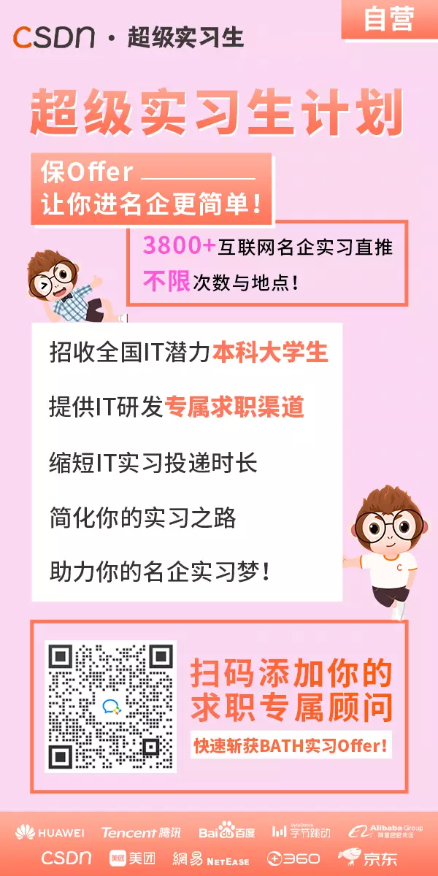 CSDN · 超级实习生
自营
超级实习生计划
保Offer
让你进名企更简单！
3800+互联网名企实习直推
不限次数与地点！
招收全国IT潜力本科大学生
提供IT研发专属求职渠道
缩短IT实习投递时长
简化你的实习之路
助力你的名企实习梦！
C
扫码添加你的
求职专属顾问
快速斩获BATH实习Offer！
HUAWEI Tencent 腾讯 Baidu百度 ByteDance 字节跳动 Alibaba Group
CSDN 美团 美团 網易 NETEASE 360 京东